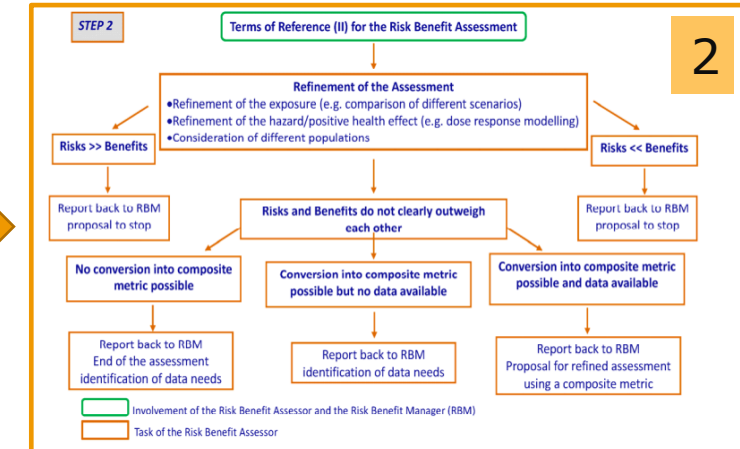 STEP 2
Terms of Reference (II) for the Risk Benefit Assessment
2
Refinement of the Assessment
•Refinement of the exposure (e.g. comparison of different scenarios)
•Refinement of the hazard/positive health effect (e.g. dose response modelling)
•Consideration of different populations
Risks >> Benefits
Risks << Benefits
Report back to RBM
proposal to stop
Report back to RBM
proposal to stop
Risks and Benefits do not clearly outweigh
each other
No conversion into composite
metric possible
Conversion into composite metric
possible but no data available
Conversion into composite metric
possible and data available
Report back to RBM
End of the assessment
identification of data needs
Report back to RBM
identification of data needs
Report back to RBM
Proposal for refined assessment
using a composite metric
Involvement of the Risk Benefit Assessor and the Risk Benefit Manager (RBM)
Task of the Risk Benefit Assessor